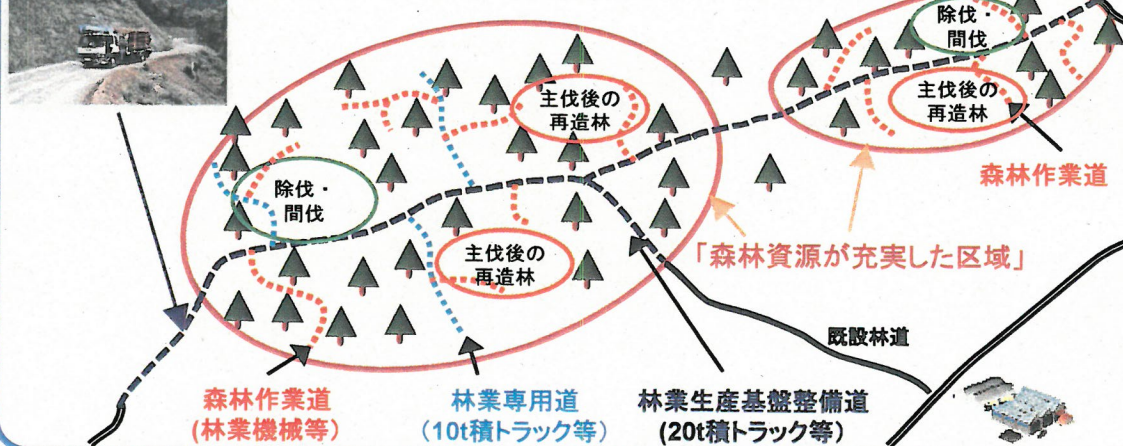 除伐・
間伐
主伐後の
再造林
主伐後の
再造林
森林作業道
除伐・
間伐
主伐後の
再造林
「森林資源が充実した区域」
既設林道
森林作業道
(林業機械等)
林業専用道
(10t積トラック等)
林業生産基盤整備道
(20t積トラック等)